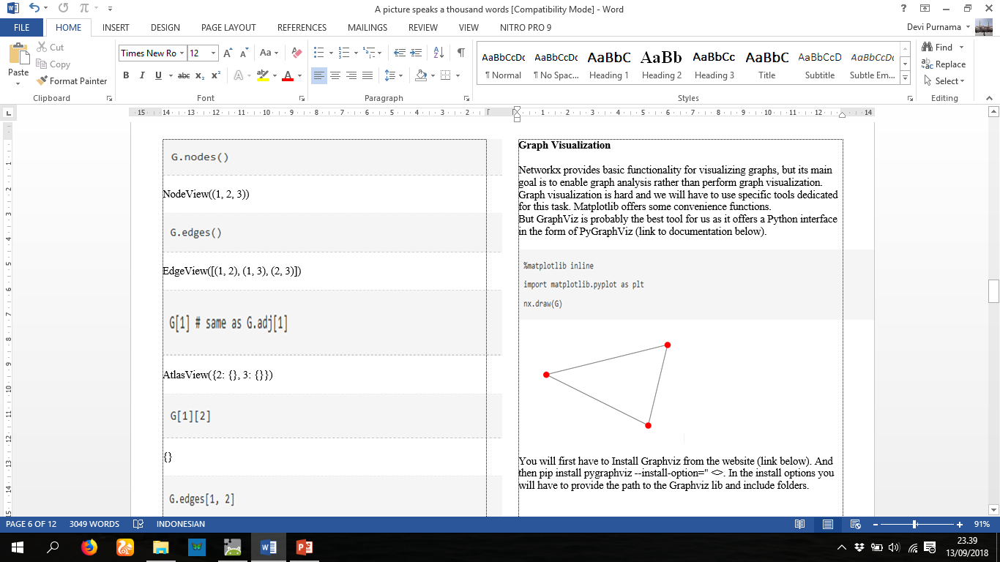 A picture speaks a thousand words [Compatibility Mode] - Word
FILE
HOME
INSERT
DESIGN
PAGE LAYOUT
REFERENCES
MAILINGS
REVIEW
VIEW
NITRO PRO 9
Devi Purnama
Paste
Cut
Copy
Format Painter
Clipboard
Times New Ro
12
Font
Paragraph
AaBbCcDc
¶ Normal
AaBbCcDc
¶ No Spac...
AaBbC
Heading 1
AaBb
Heading 2
AaBbCc
Heading 3
AaBbC
Title
AaBbCcD
Subtitle
AaBbCcDc
Subtle Em...
Styles
Find
Replace
Select
Editing
15 14 13 12 11 10 9 8 7 6 5 4 3 2 1 1 2 3 4 5 6 7 8 9 10 11 12 14
G.nodes()
NodeView((1, 2, 3))
G.edges()
EdgeView([(1, 2), (1, 3), (2, 3)])
G[1] # same as G.adj[1]
AtlasView({2: {}, 3: {}})
G[1][2]
{}
G.edges[1, 2]
Graph Visualization
Networkx provides basic functionality for visualizing graphs, but its main
goal is to enable graph analysis rather than perform graph visualization.
Graph visualization is hard and we will have to use specific tools dedicated
for this task. Matplotlib offers some convenience functions.
But GraphViz is probably the best tool for us as it offers a Python interface
in the form of PyGraphViz (link to documentation below).
%matplotlib inline
import matplotlib.pyplot as plt
nx.draw(G)
You will first have to Install Graphviz from the website (link below). And
then pip install pygraphviz --install-option=" <>. In the install options you
will have to provide the path to the Graphviz lib and include folders.
PAGE 6 OF 12
3049 WORDS
INDONESIAN
91%
23.39
13/09/2018